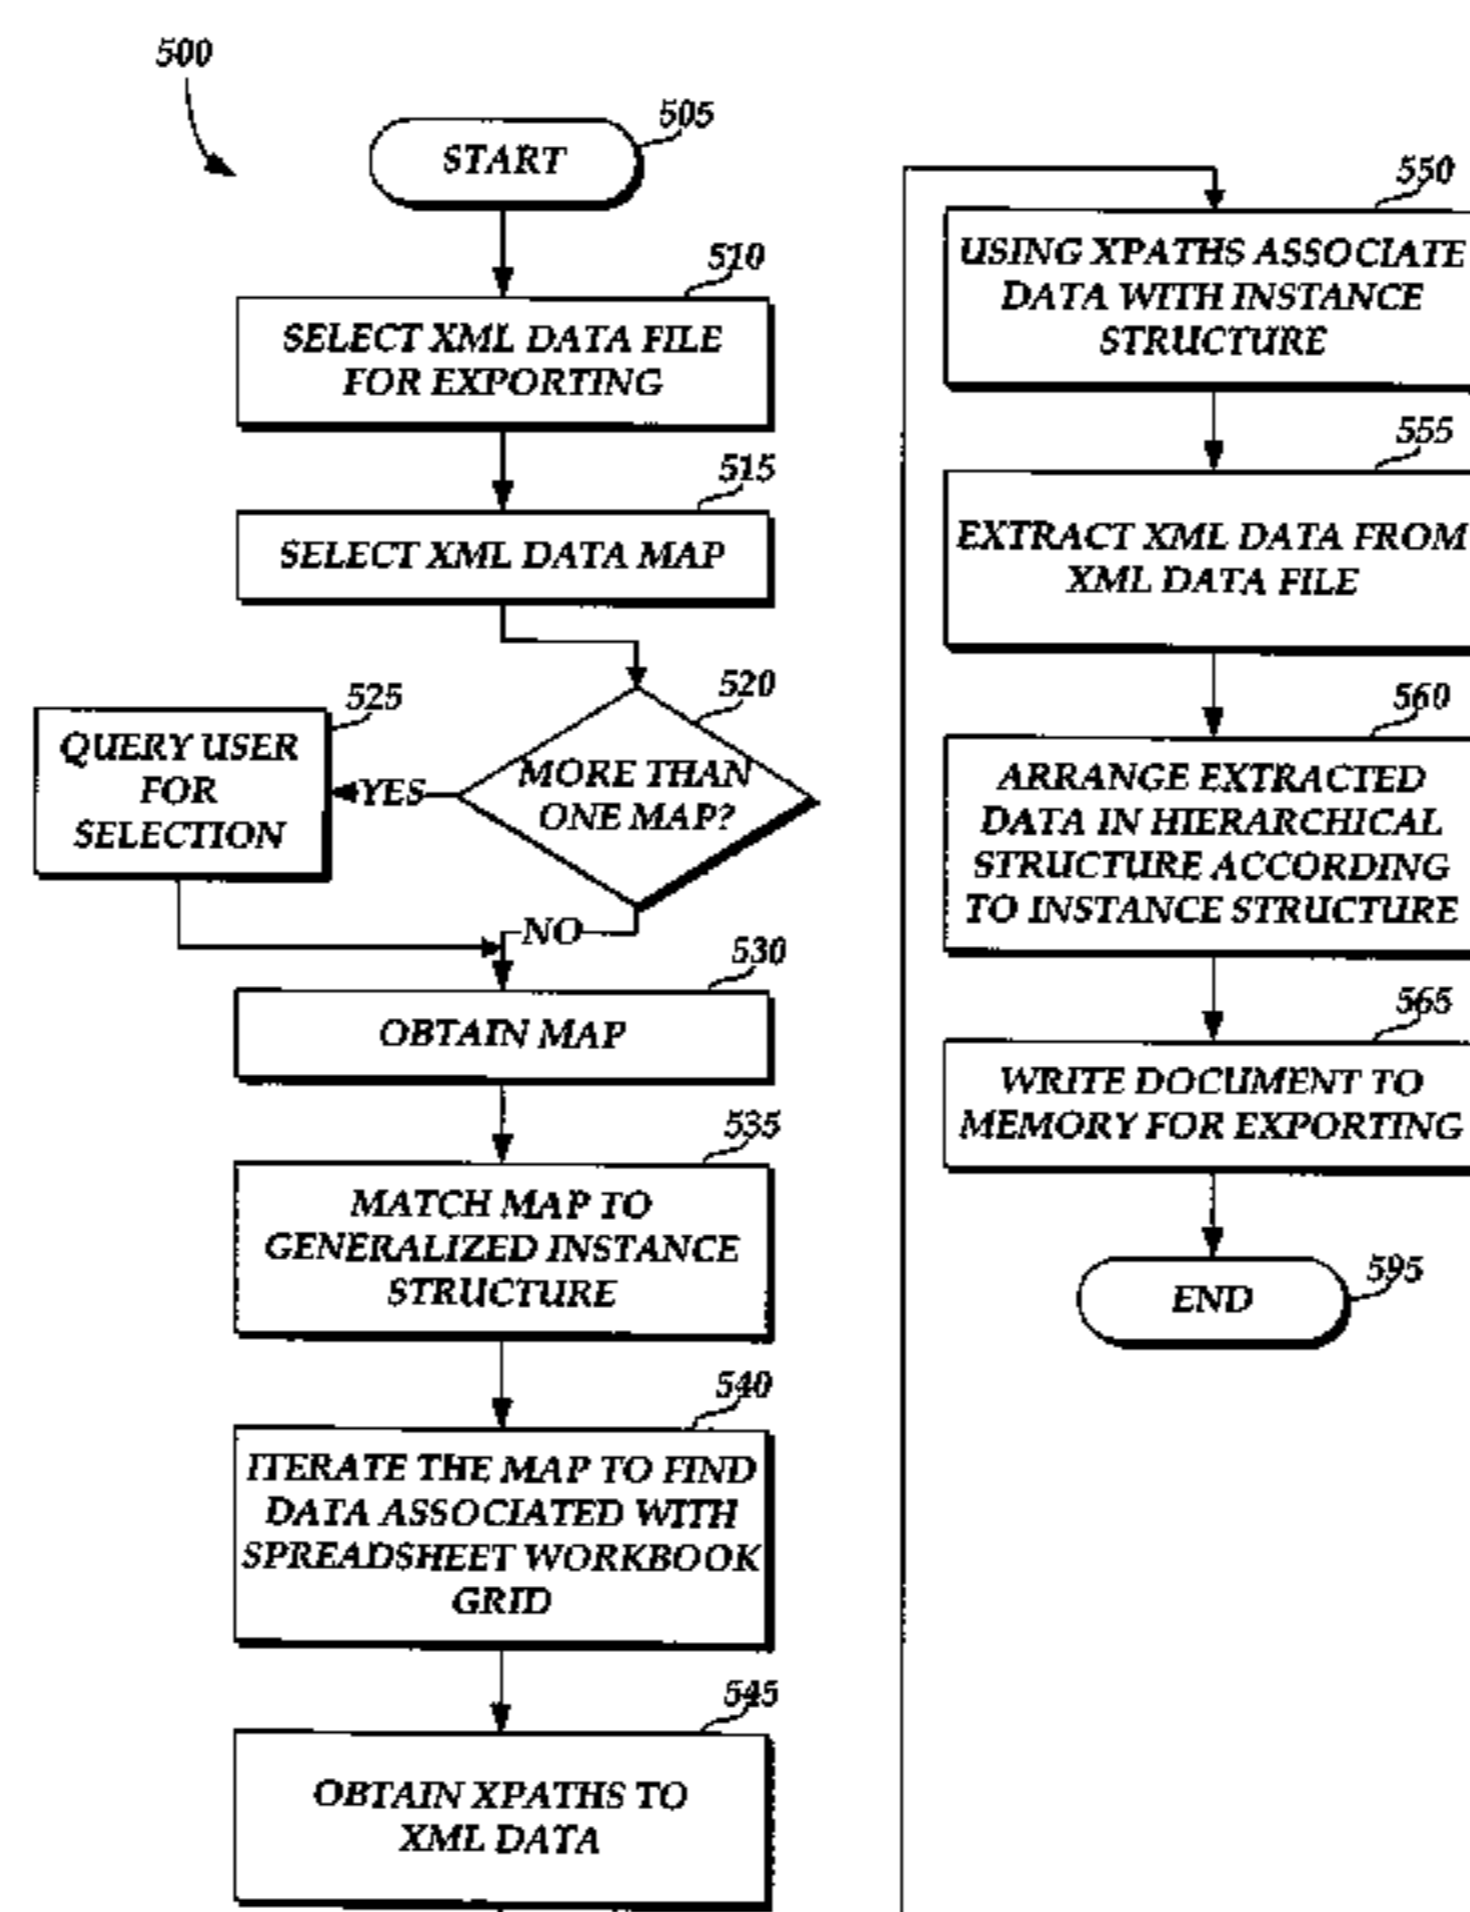 500
505
START
510
SELECT XML DATA FILE
FOR EXPORTING
515
SELECT XML DATA MAP
520
MORE THAN
ONE MAP?
YES
525
QUERY USER
FOR
SELECTION
NO
530
OBTAIN MAP
535
MATCH MAP TO
GENERALIZED INSTANCE
STRUCTURE
540
ITERATE THE MAP TO FIND
DATA ASSOCIATED WITH
SPREADSHEET WORKBOOK
GRID
545
OBTAIN XPATHS TO
XML DATA
550
USING XPATHS ASSOCIATE
DATA WITH INSTANCE
STRUCTURE
555
EXTRACT XML DATA FROM
XML DATA FILE
560
ARRANGE EXTRACTED
DATA IN HIERARCHICAL
STRUCTURE ACCORDING
TO INSTANCE STRUCTURE
565
WRITE DOCUMENT TO
MEMORY FOR EXPORTING
595
END